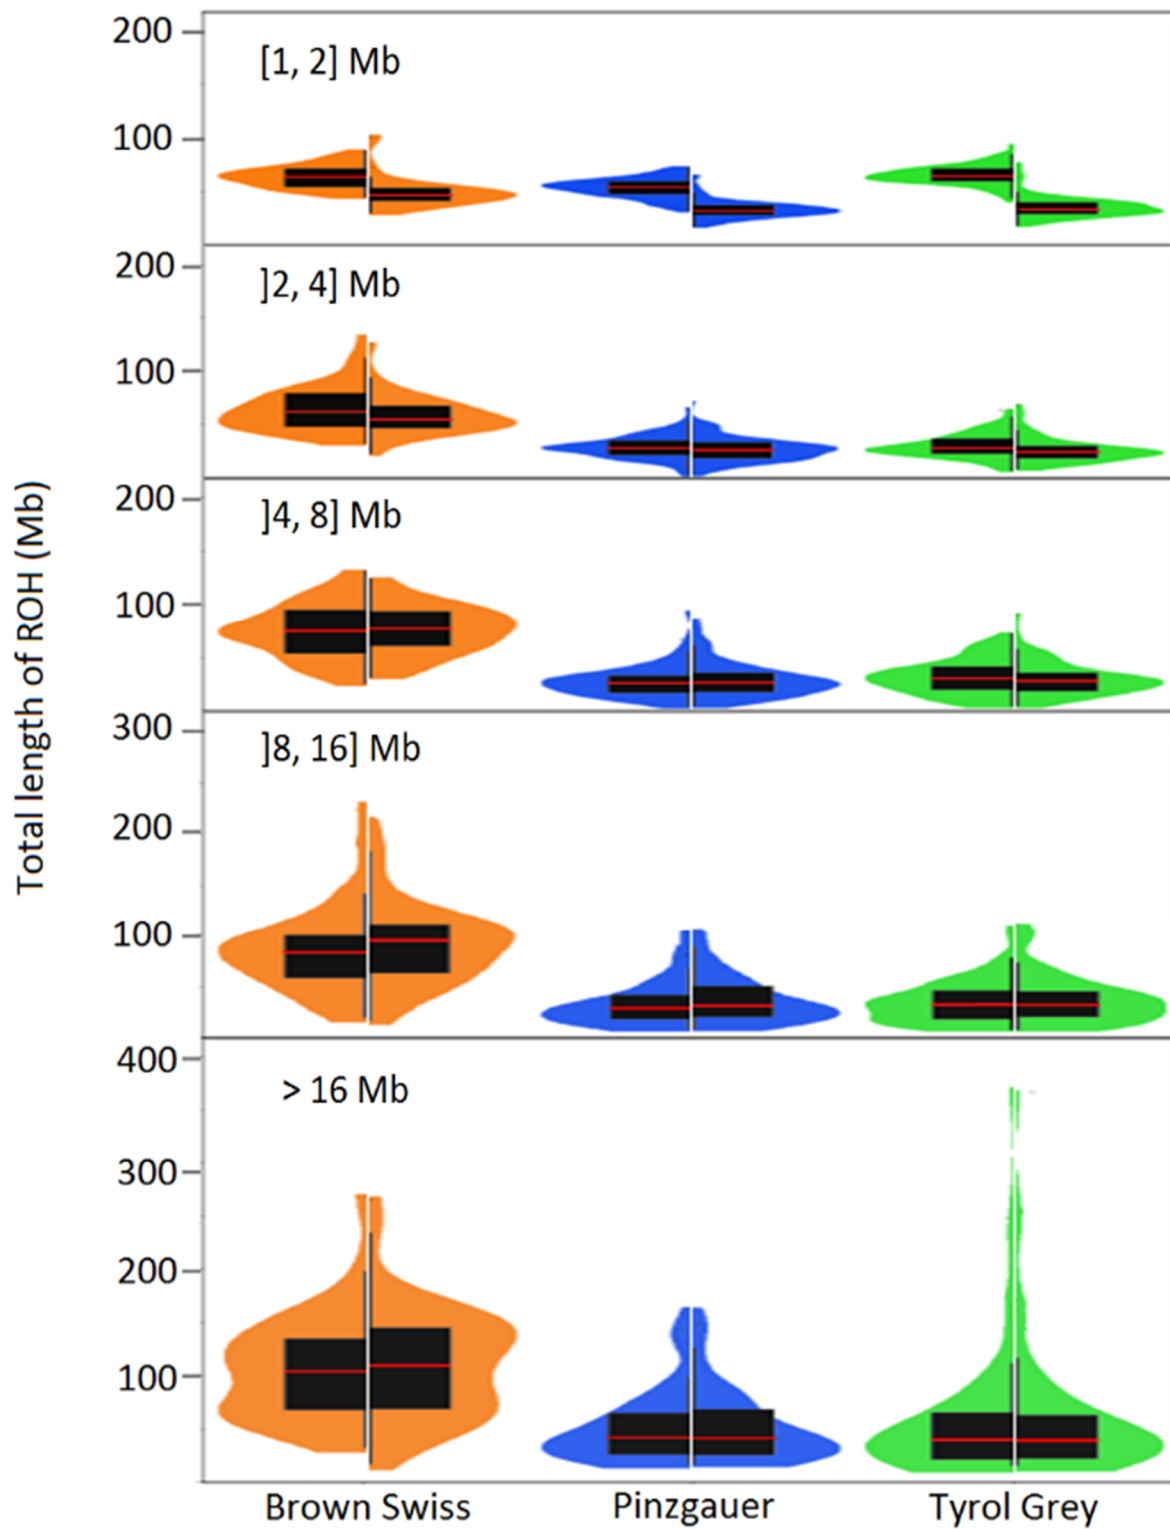 Total length of ROH (Mb)
200
[1, 2] Mb
100
200
]2, 4] Mb
100
200
]4, 8] Mb
100
300
]8, 16] Mb
200
100
400
> 16 Mb
300
200
100
Brown Swiss Pinzgauer Tyrol Grey